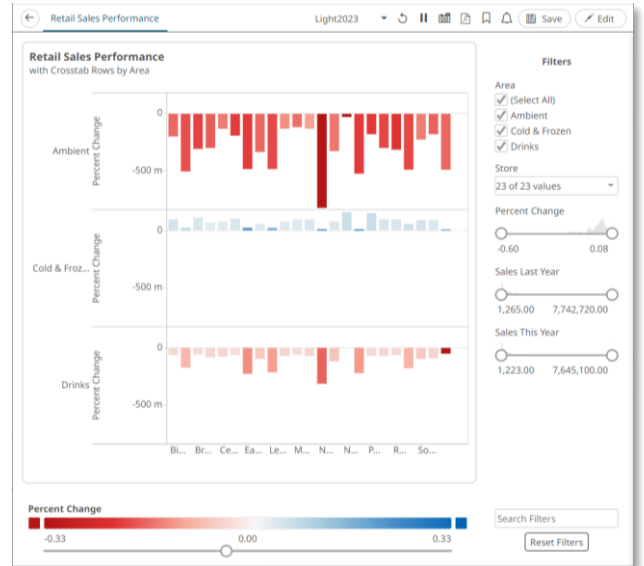 Retail Sales Performance
Light2023
Save
Edit
Retail Sales Performance
with Crosstab Rows by Area
Ambient
Percent Change
0
-500 m
Cold & Froz...
Percent Change
0
-500 m
Drinks
Percent Change
0
-500 m
Bi... Br... Ce... Ea... Le... M... N... N... P... R... So...
Filters
Area
(Select All)
Ambient
Cold & Frozen
Drinks
Store
23 of 23 values
Percent Change
-0.60 0.08
Sales Last Year
1,265.00 7,742,720.00
Sales This Year
1,223.00 7,645,100.00
Percent Change
-0.33 0.00 0.33
Search Filters
Reset Filters